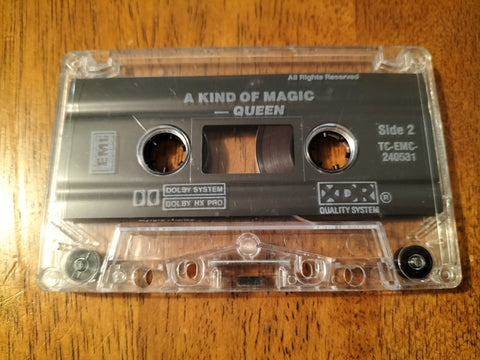 All Rights Reserved
A KIND OF MAGIC
— QUEEN
Side 2
TC-EMC-
240531
EMI
DOLBY SYSTEM
DOLBY HX PRO
XDR®
QUALITY SYSTEM